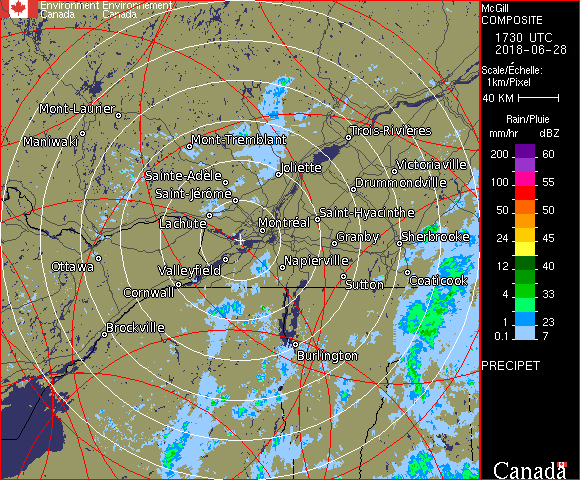 Environment Environnement
Canada Canada
McGill
COMPOSITE
1730 UTC
2018-06-28
Scale/Échelle:
1km/Pixel
40 KM
Rain/Pluie
mm/hr dBZ
200 60
100 55
50 50
24 45
12 40
4 33
1 23
0.1 7
PRECIPET
Canada
Mont-Laurier
Maniwaki
Mont-Tremblant
Trois-Rivières
Sainte-Adèle
Joliette
Victoriaville
Saint-Jérôme
Drummondville
Lachute
Saint-Hyacinthe
Montréal
Granby
Sherbrooke
Ottawa
Valleyfield
Napierville
Cornwall
Sutton
Coaticook
Brockville
Burlington